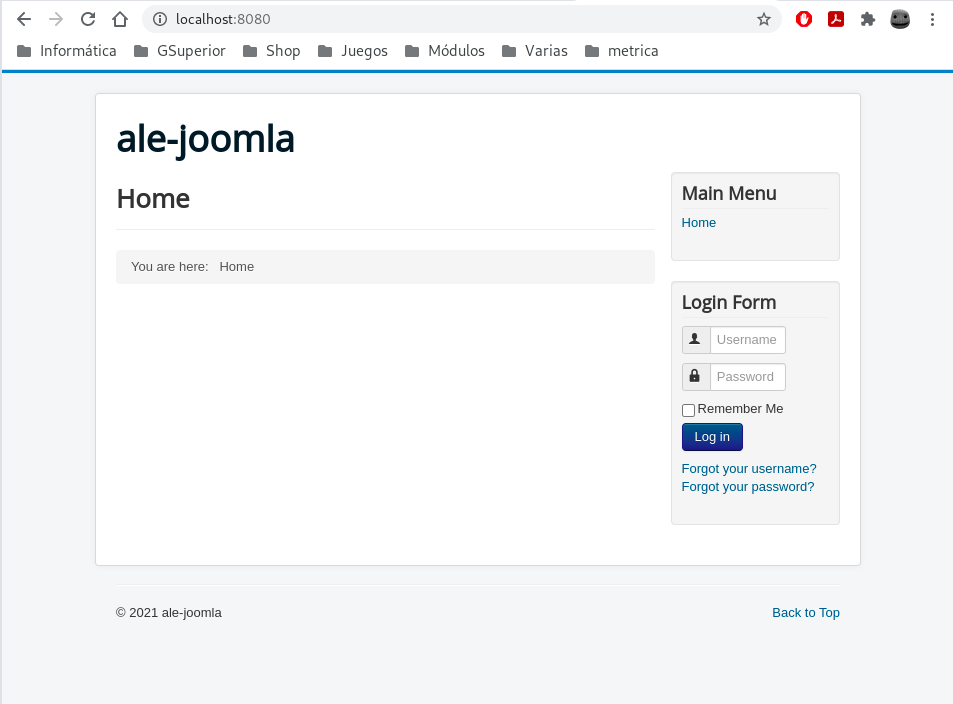 localhost:8080
Informática GSuperior Shop Juegos Módulos Varias metrica
ale-joomla
Home
You are here: Home
Main Menu
Home
Login Form
Username
Password
Remember Me
Log in
Forgot your username?
Forgot your password?
© 2021 ale-joomla
Back to Top